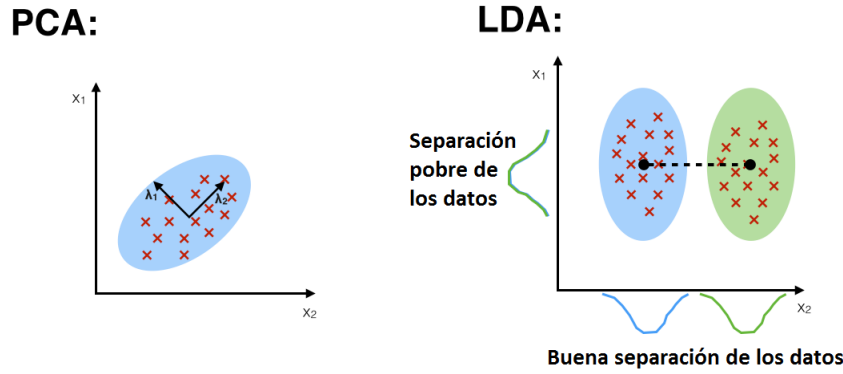 PCA:
X1
λ1
λ2
X2
LDA:
X1
Separación
pobre de
los datos
X2
Buena separación de los datos